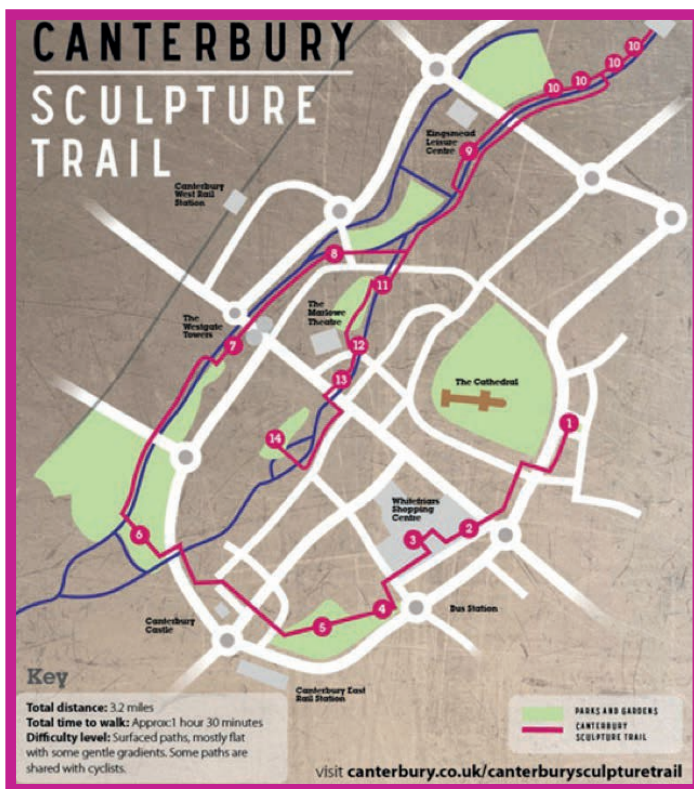 CANTERBURY
SCULPTURE
TRAIL
10
10
10
10
Kingsmead
Leisure
Centre
9
Canterbury
West Rail
Station
8
11
The
Westgate
Towers
7
The
Marlowe
Theatre
12
13
The Cathedral
1
14
Whitefriars
Shopping
Centre
2
3
6
4
5
Bus Station
Canterbury
Castle
Canterbury East
Rail Station
Key
Total distance: 3.2 miles
Total time to walk: Approx:1 hour 30 minutes
Difficulty level: Surfaced paths, mostly flat
with some gentle gradients. Some paths are
shared with cyclists.
PARKS AND GARDENS
CANTERBURY
SCULPTURE TRAIL
visit canterbury.co.uk/canterburysculpturetrail